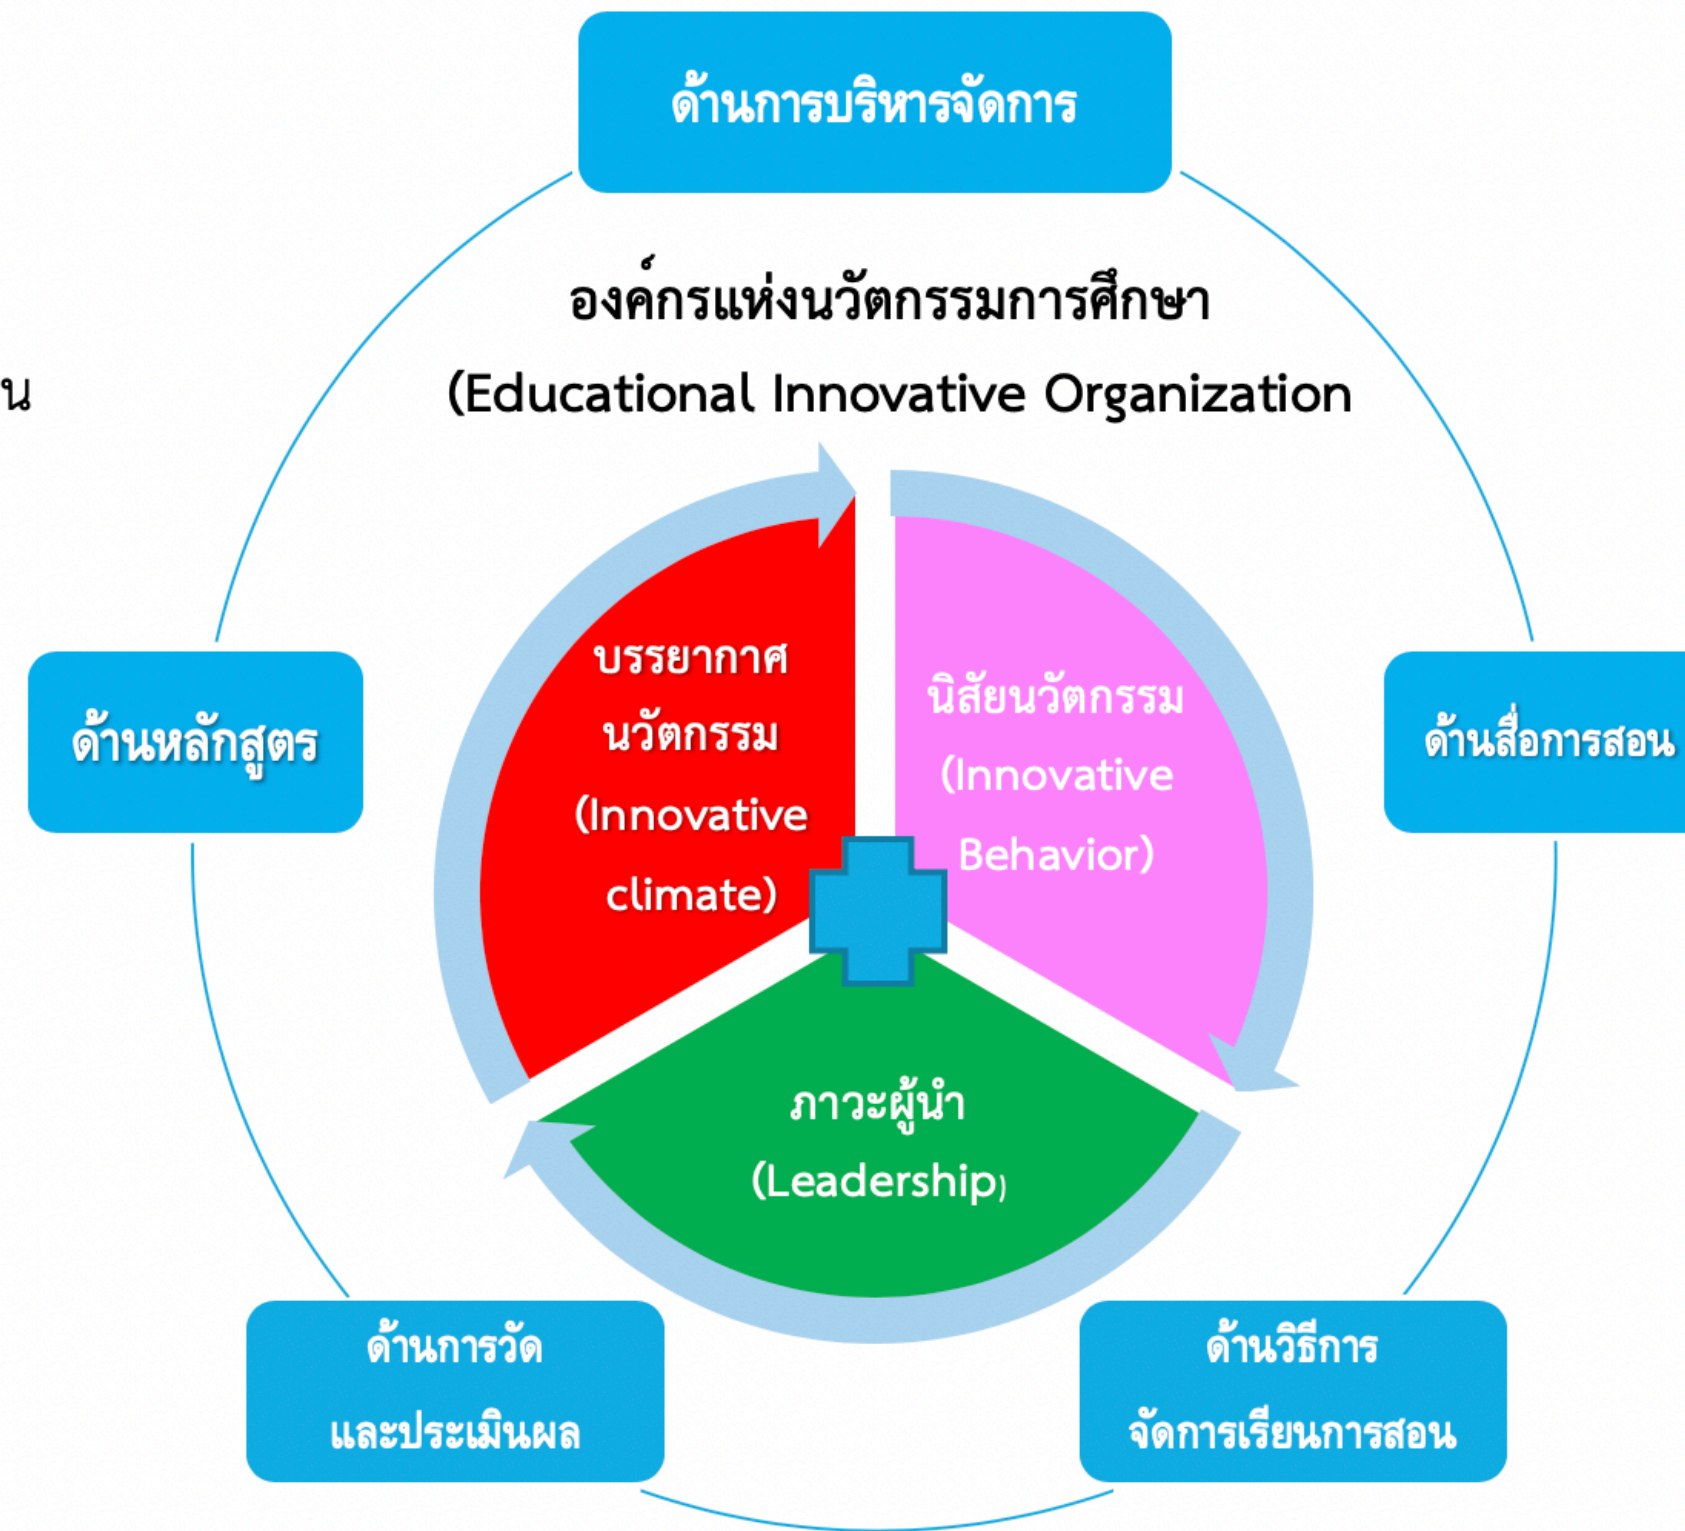 ด้านการบริหารจัดการ
องค์กรแห่งนวัตกรรมการศึกษา
(Educational Innovative Organization
น
บรรยากาศ
นวัตกรรม
(Innovative
climate)
นิสัยนวัตกรรม
(Innovative
Behavior)
ด้านหลักสูตร
ด้านสื่อการสอน
ภาวะผู้นำ
(Leadership)
ด้านการวัด
และประเมินผล
ด้านวิธีการ
จัดการเรียนการสอน